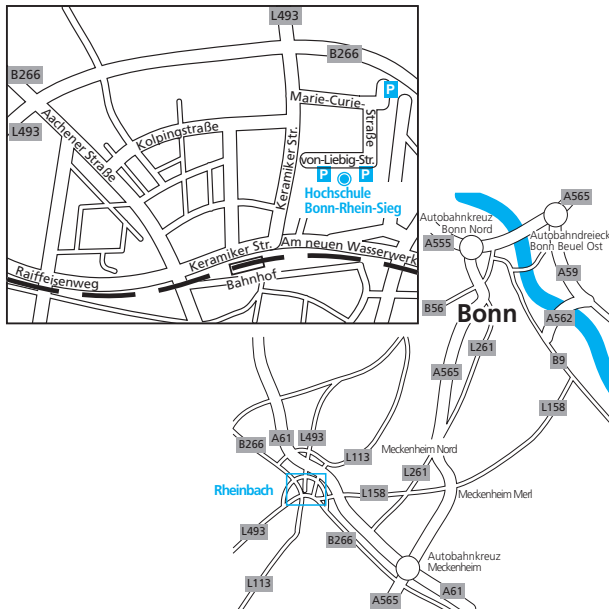 L493
B266
B266
P
Marie-Curie-
Straße
L493
Aachener Straße
Kolpingstraße
Keramiker Str.
von-Liebig-Str.
P
P
Hochschule
Bonn-Rhein-Sieg
Keramiker Str.
Am neuen Wasserwerk
Raiffeisenweg
Bahnhof
A565
Autobahnkreuz
Bonn Nord
Autobahndreieck
Bonn Beuel Ost
A555
A59
B56
Bonn
A562
L261
B9
A565
L158
B266
A61
L493
L113
Meckenheim Nord
L261
Rheinbach
L158
Meckenheim Merl
L493
B266
Autobahnkreuz
Meckenheim
L113
A565
A61